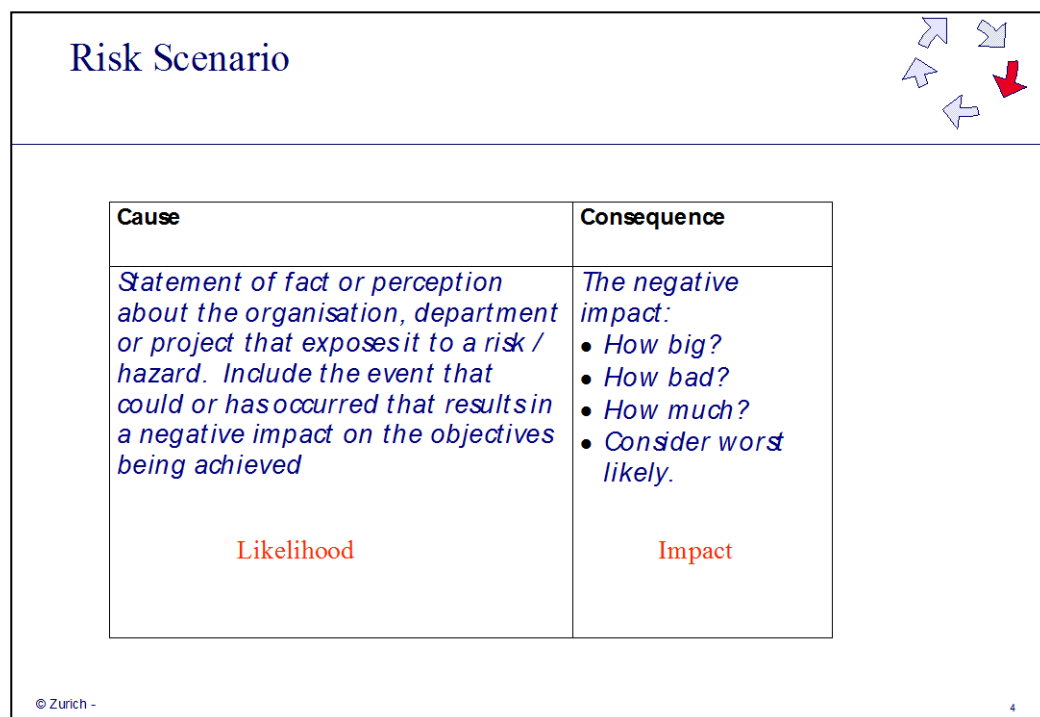 Risk Scenario
Cause
Consequence
Statement of fact or perception
about the organisation, department
or project that exposes it to a risk /
hazard.  Include the event that
could or has occurred that results in
a negative impact on the objectives
being achieved
Likelihood
The negative
impact:
• How big?
• How bad?
• How much?
• Consider worst
likely.
Impact
© Zurich -
4